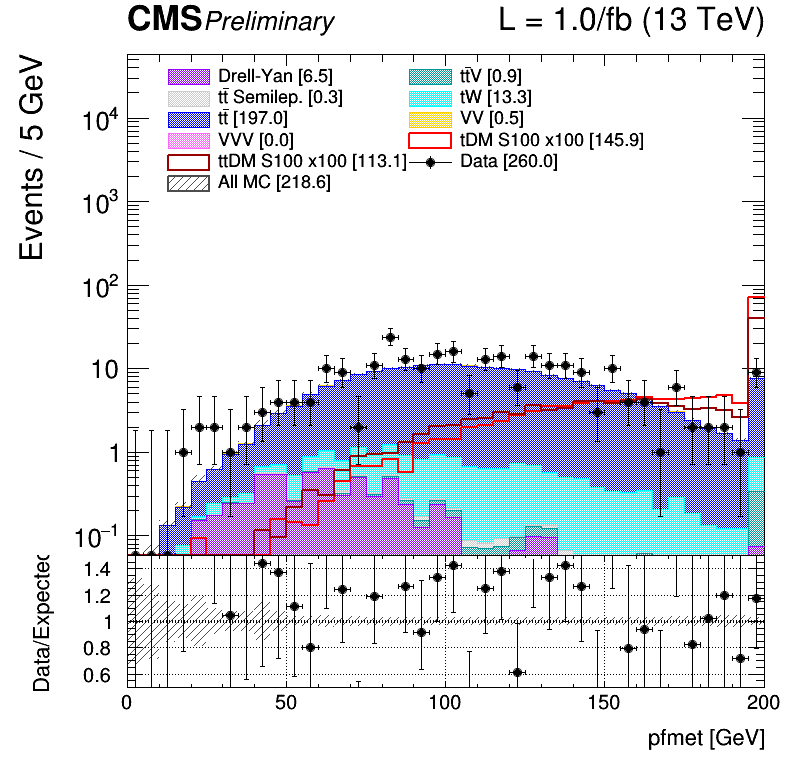 CMS Preliminary L = 1.0/fb (13 TeV)
Events / 5 GeV
Drell-Yan [6.5] tt̄V [0.9]
tt̄ Semilep. [0.3] tW [13.3]
tt̄ [197.0] VV [0.5]
VVV [0.0] tDM S100 x100 [145.9]
ttDM S100 x100 [113.1] Data [260.0]
All MC [218.6]
10⁴
10³
10²
10
1
10⁻¹
Data/Expected
1.4
1.2
1
0.8
0.6
0 50 100 150 200
pfmet [GeV]